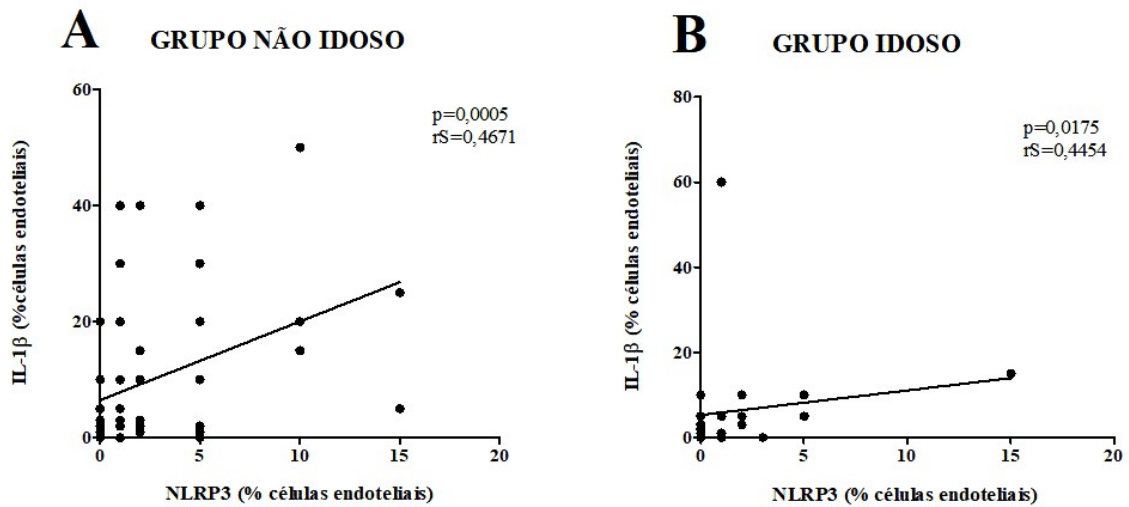 A
GRUPO NÃO IDOSO
p=0,0005
rS=0,4671
60
40
20
0
IL-1β (%células endoteliais)
0 5 10 15 20
NLRP3 (% células endoteliais)
B
GRUPO IDOSO
p=0,0175
rS=0,4454
80
60
40
20
0
IL-1β (% células endoteliais)
0 5 10 15 20
NLRP3 (% células endoteliais)